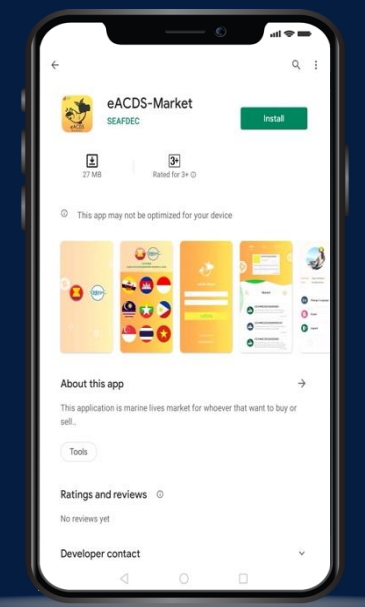 eACDS-Market
SEAFDEC
Install
eACDS
27 MB
3+
Rated for 3+
This app may not be optimized for your device
About this app
This application is marine lives market for whoever that want to buy or
sell..
Tools
Ratings and reviews
No reviews yet
Developer contact